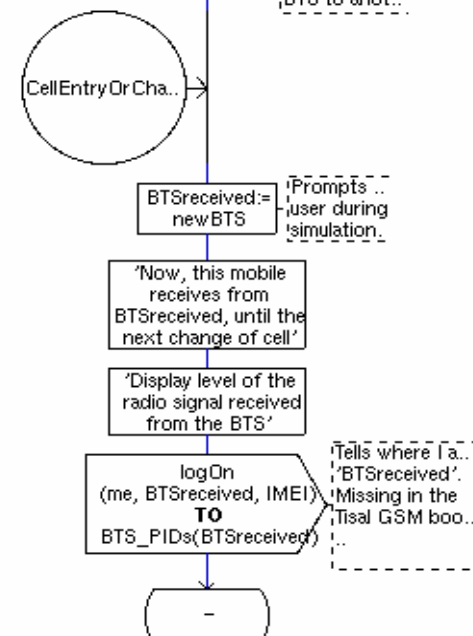 BTS to anot..
CellEntryOrCha..
BTSreceived:=
newBTS
Prompts ..
user during
simulation.
'Now, this mobile
receives from
BTSreceived, until the
next change of cell'
'Display level of the
radio signal received
from the BTS'
logOn
(me, BTSreceived, IMEI)
TO
BTS_PIDs(BTSreceived)
Tells where I a..
'BTSreceived'.
Missing in the
Tisal GSM boo..
..
-